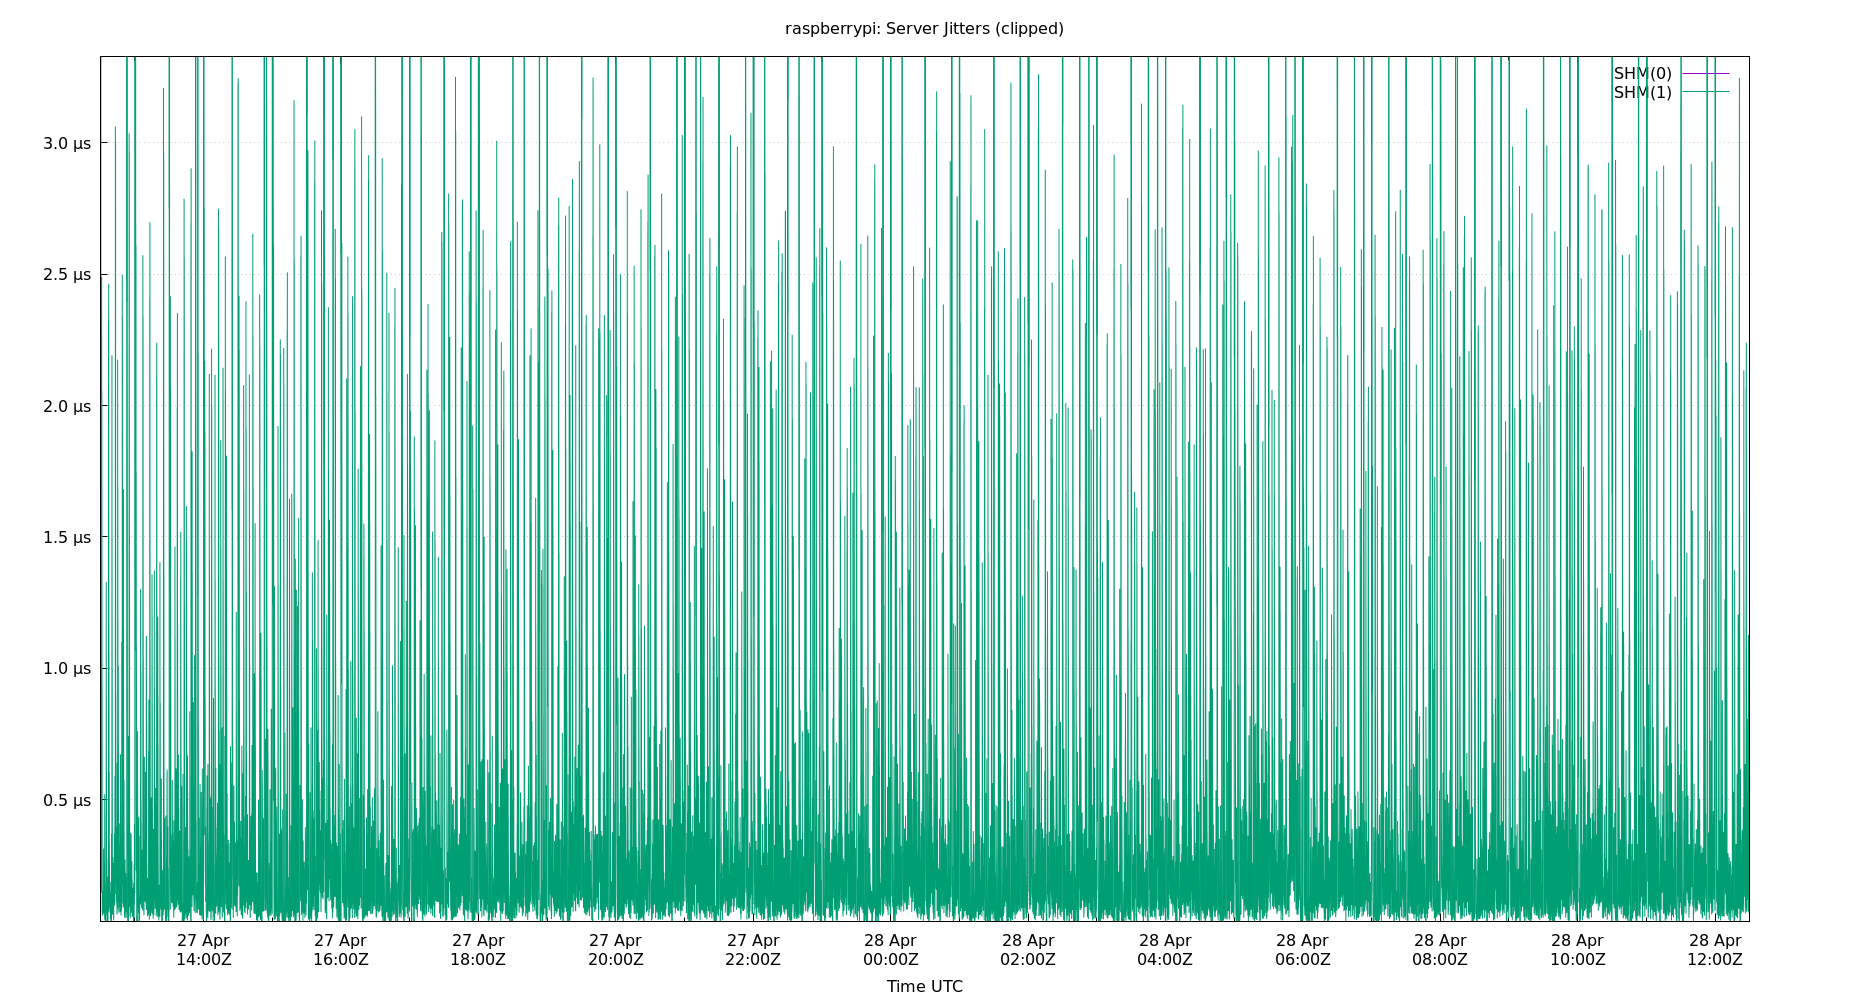 raspberrypi: Server Jitters (clipped)
SHM(0)
SHM(1)
3.0 µs
2.5 µs
2.0 µs
1.5 µs
1.0 µs
0.5 µs
27 Apr 27 Apr 27 Apr 27 Apr 27 Apr 28 Apr 28 Apr 28 Apr 28 Apr 28 Apr 28 Apr 28 Apr
14:00Z 16:00Z 18:00Z 20:00Z 22:00Z 00:00Z 02:00Z 04:00Z 06:00Z 08:00Z 10:00Z 12:00Z
Time UTC